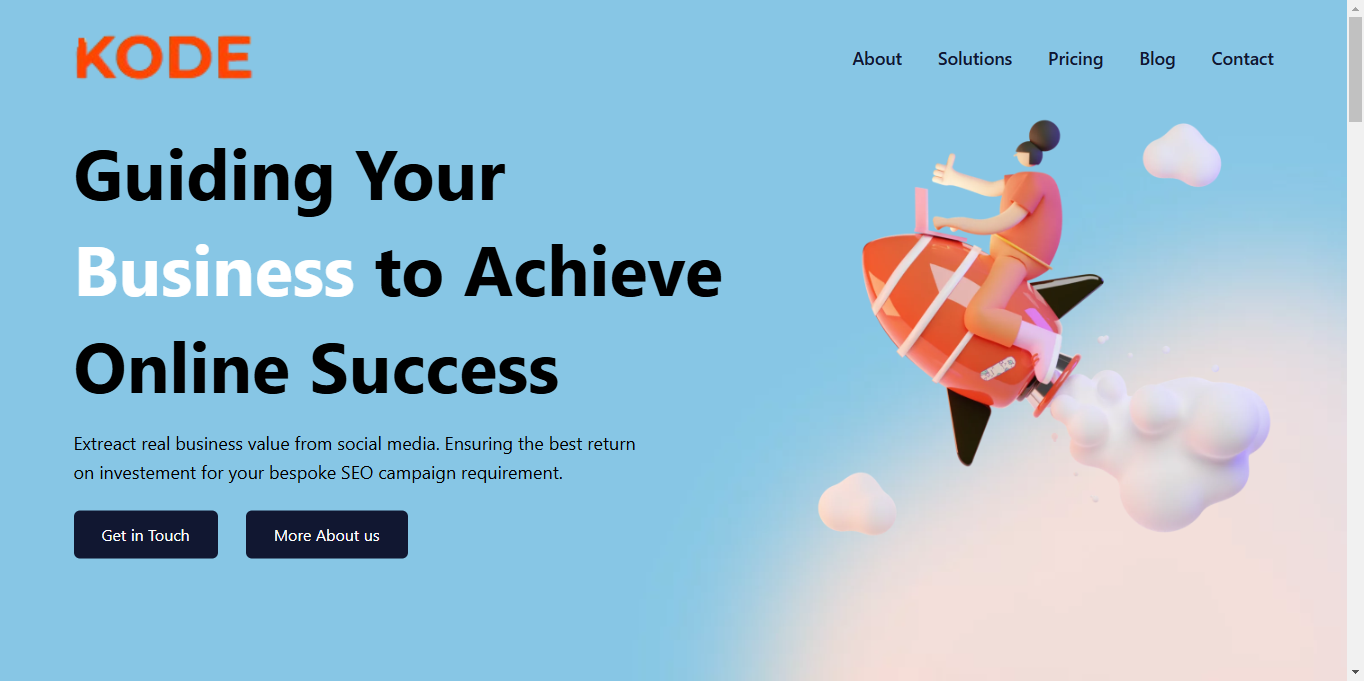 KODE
About Solutions Pricing Blog Contact
Guiding Your
Business to Achieve
Online Success
Extreact real business value from social media. Ensuring the best return
on investement for your bespoke SEO campaign requirement.
Get in Touch More About us